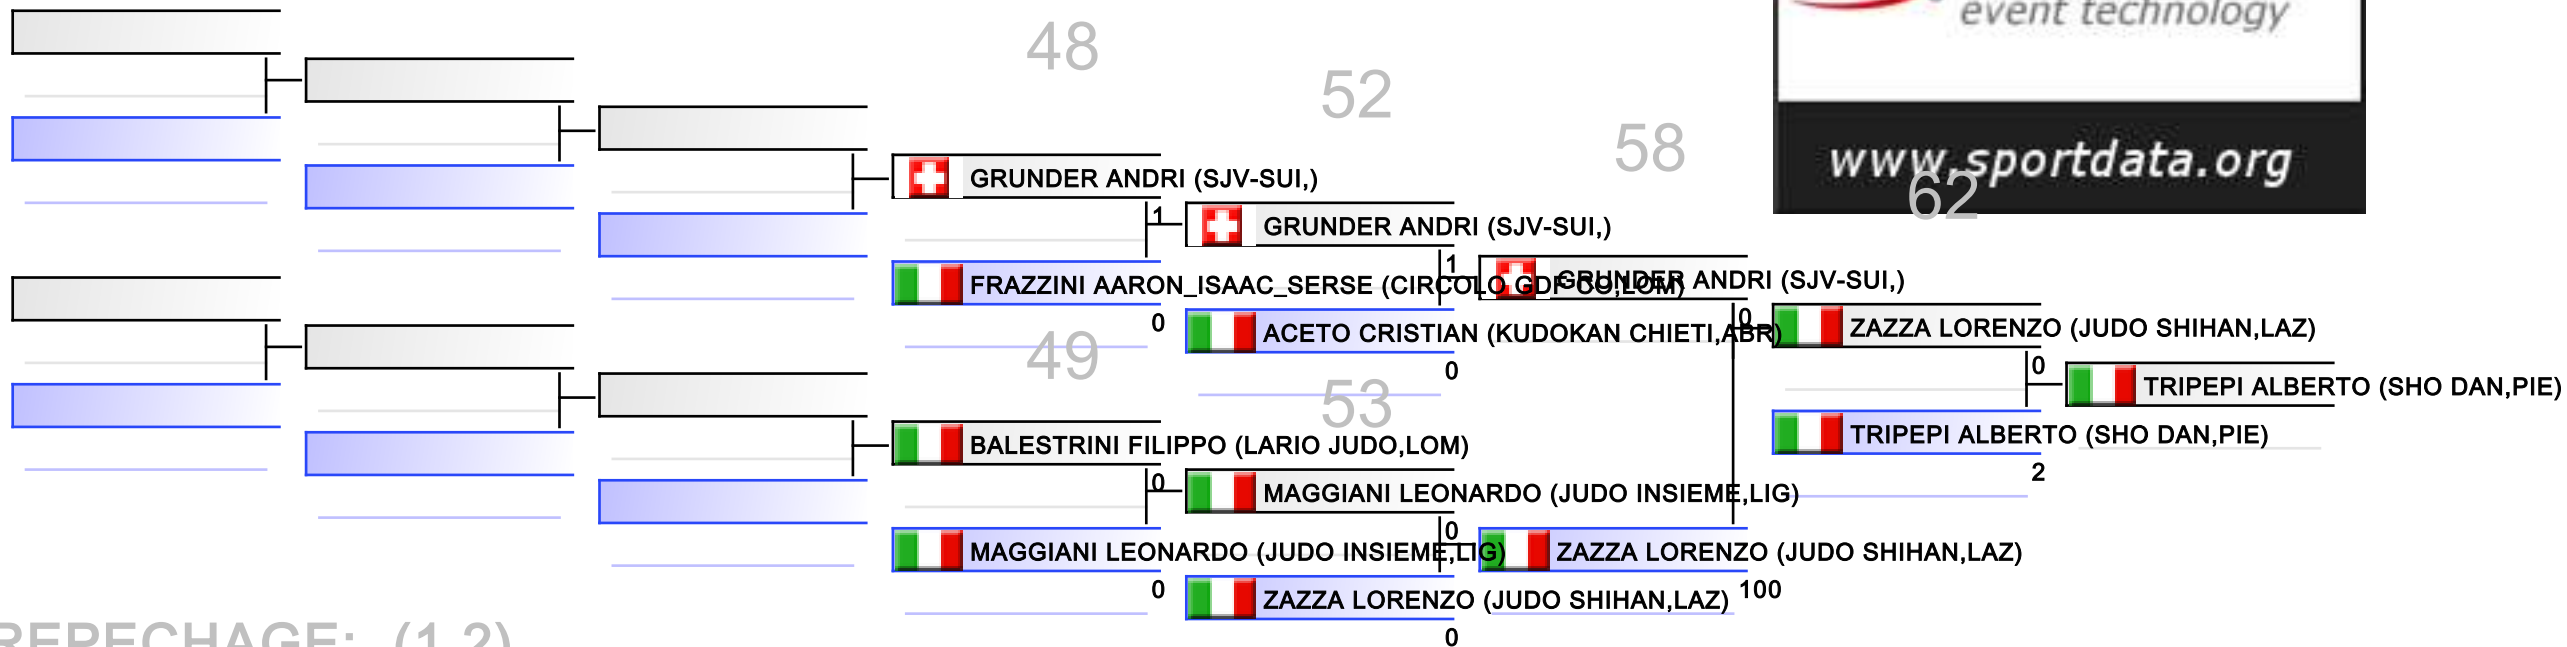 event technology
www.sportdata.org
48
52
58
62
GRUNDER ANDRI (SJV-SUI,)
1
GRUNDER ANDRI (SJV-SUI,)
FRAZZINI AARON_ISAAC_SERSE (CIRCOLO GDF CO,LOM)
0
1
GRUNDER ANDRI (SJV-SUI,)
ACETO CRISTIAN (KUDOKAN CHIETI,ABR)
0
0
ZAZZA LORENZO (JUDO SHIHAN,LAZ)
0
TRIPEPI ALBERTO (SHO DAN,PIE)
TRIPEPI ALBERTO (SHO DAN,PIE)
2
49
53
BALESTRINI FILIPPO (LARIO JUDO,LOM)
0
MAGGIANI LEONARDO (JUDO INSIEME,LIG)
MAGGIANI LEONARDO (JUDO INSIEME,LIG)
0
0
ZAZZA LORENZO (JUDO SHIHAN,LAZ)
100
ZAZZA LORENZO (JUDO SHIHAN,LAZ)
0
REPECHAGE: (1,2)